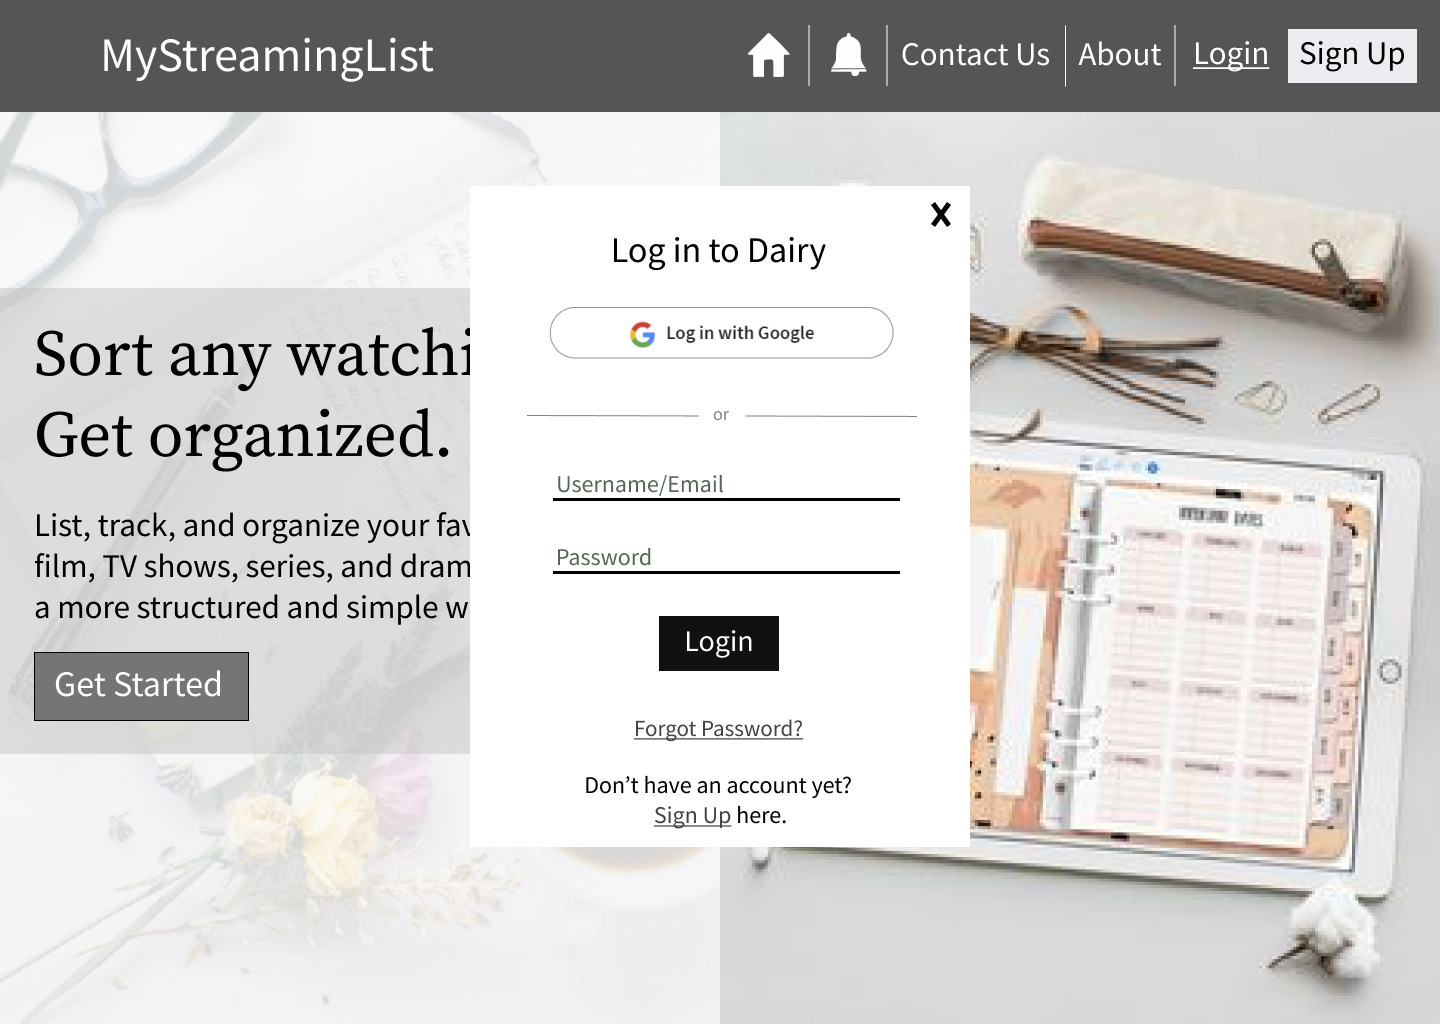 MyStreamingList
Contact Us
About
Login
Sign Up
Sort any watchi
Get organized.
List, track, and organize your fav
film, TV shows, series, and dram
a more structured and simple w
Get Started
X
Log in to Dairy
Log in with Google
or
Username/Email
Password
Login
Forgot Password?
Don’t have an account yet?
Sign Up here.